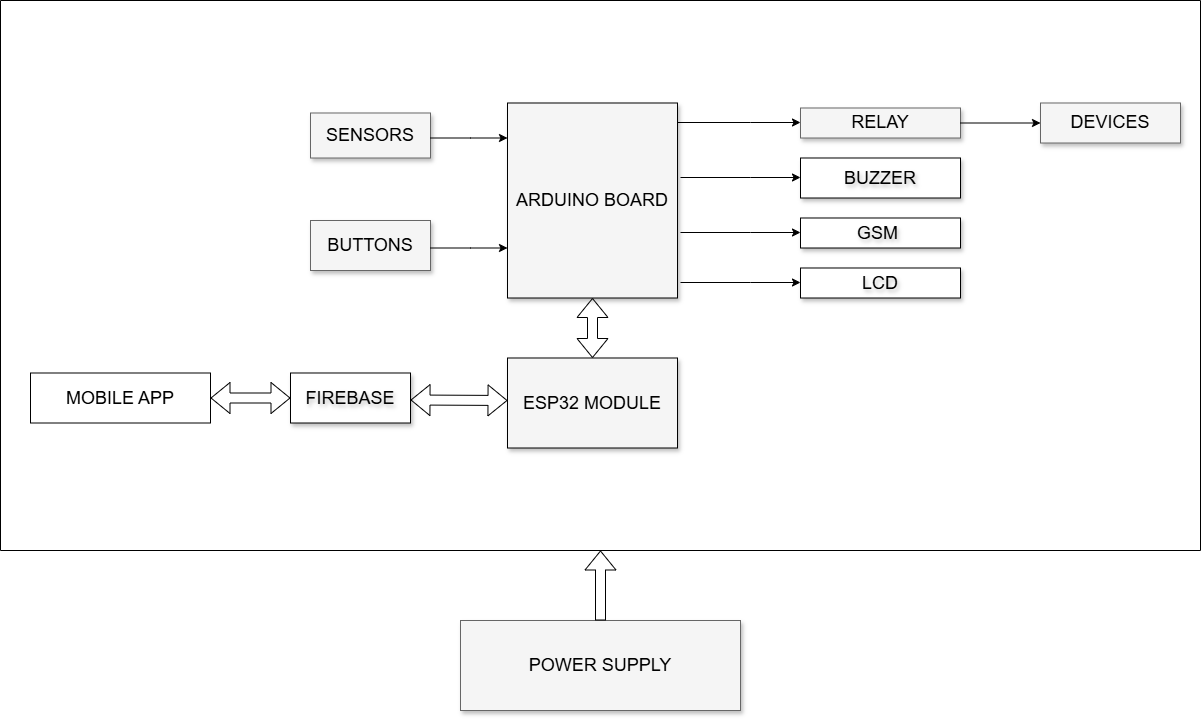 SENSORS
ARDUINO BOARD
RELAY
DEVICES
BUZZER
BUTTONS
GSM
LCD
MOBILE APP
FIREBASE
ESP32 MODULE
POWER SUPPLY